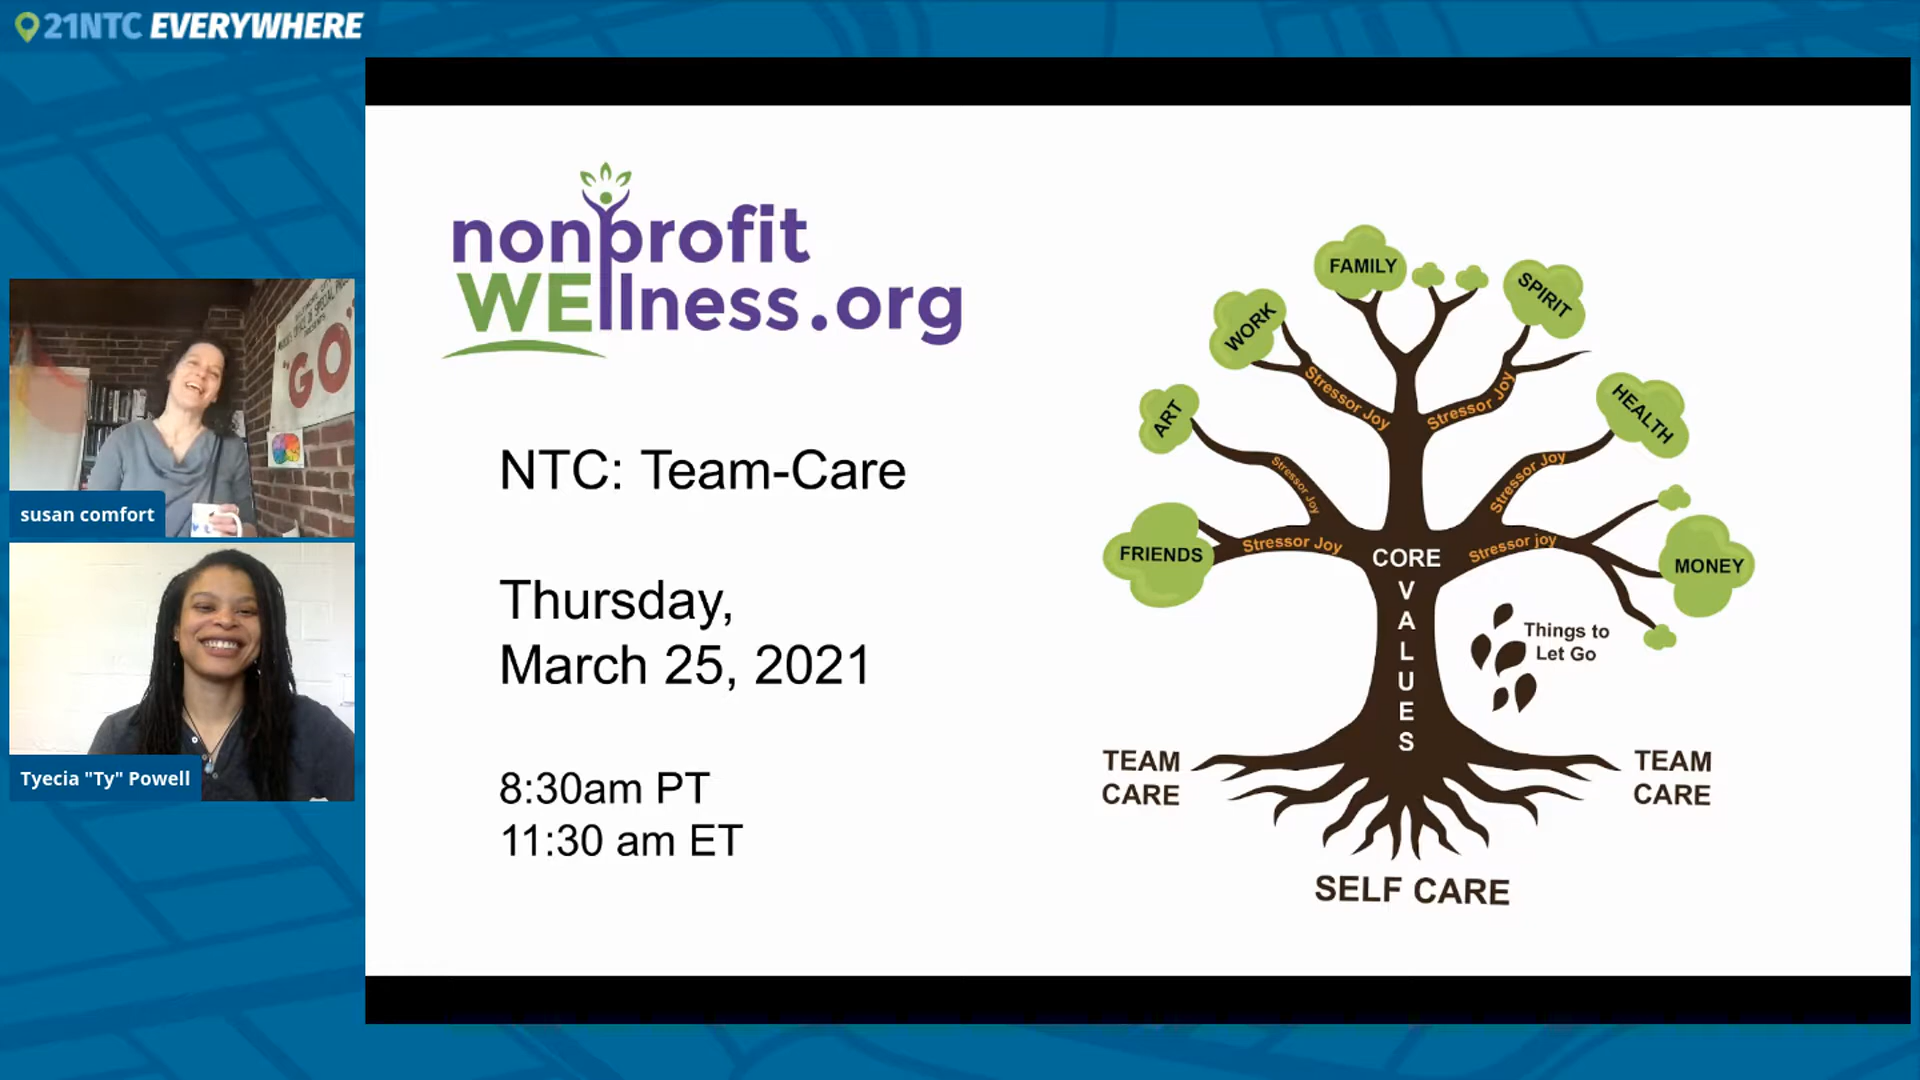 21NTC EVERYWHERE
nonprofit
WEllness.org
NTC: Team-Care
Thursday,
March 25, 2021
8:30am PT
11:30 am ET
FAMILY
SPIRIT
WORK
HEALTH
ART
FRIENDS
MONEY
Stressor Joy
Stressor Joy
Stressor Joy
Stressor Joy
Stressor Joy
Stressor joy
CORE
VALUES
Things to
Let Go
TEAM
CARE
TEAM
CARE
SELF CARE
"GO"
susan comfort
Tyecia "Ty" Powell